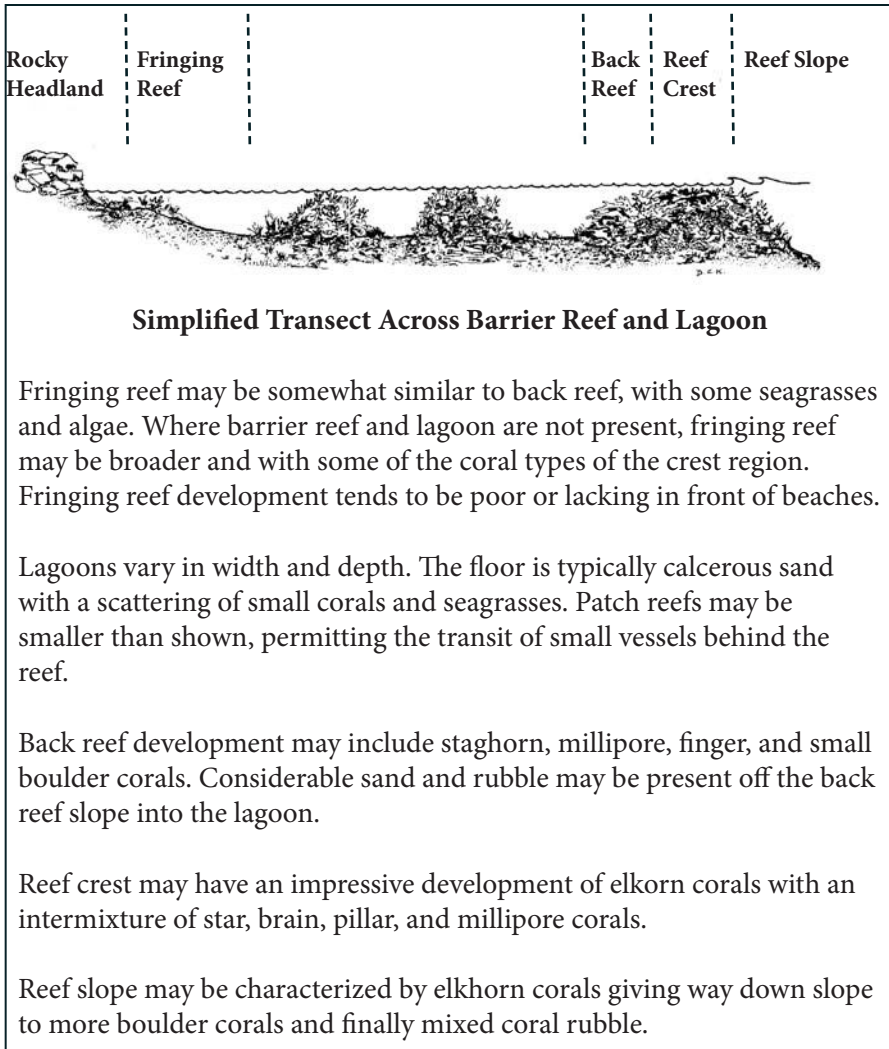 Rocky Headland
Fringing Reef
Back Reef
Reef Crest
Reef Slope
B.C.K.
Simplified Transect Across Barrier Reef and Lagoon
Fringing reef may be somewhat similar to back reef, with some seagrasses
and algae. Where barrier reef and lagoon are not present, fringing reef
may be broader and with some of the coral types of the crest region.
Fringing reef development tends to be poor or lacking in front of beaches.
Lagoons vary in width and depth. The floor is typically calcerous sand
with a scattering of small corals and seagrasses. Patch reefs may be
smaller than shown, permitting the transit of small vessels behind the
reef.
Back reef development may include staghorn, millipore, finger, and small
boulder corals. Considerable sand and rubble may be present off the back
reef slope into the lagoon.
Reef crest may have an impressive development of elkorn corals with an
intermixture of star, brain, pillar, and millipore corals.
Reef slope may be characterized by elkhorn corals giving way down slope
to more boulder corals and finally mixed coral rubble.